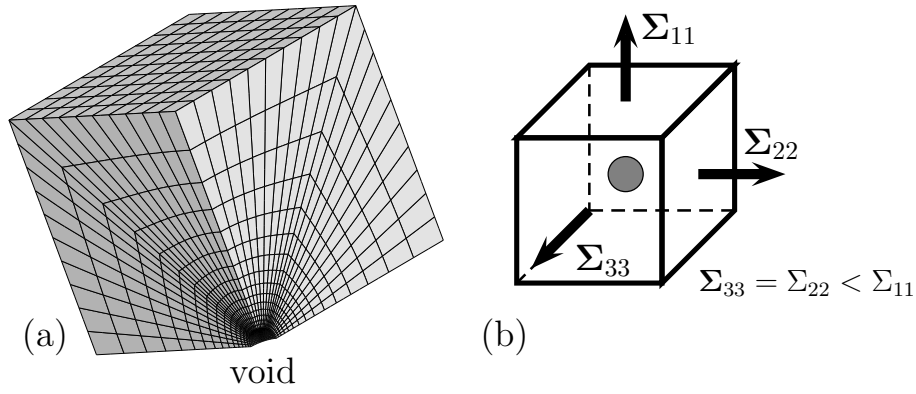 Σ₁₁
Σ₂₂
Σ₃₃
Σ₃₃ = Σ₂₂ < Σ₁₁
(a)
(b)
void